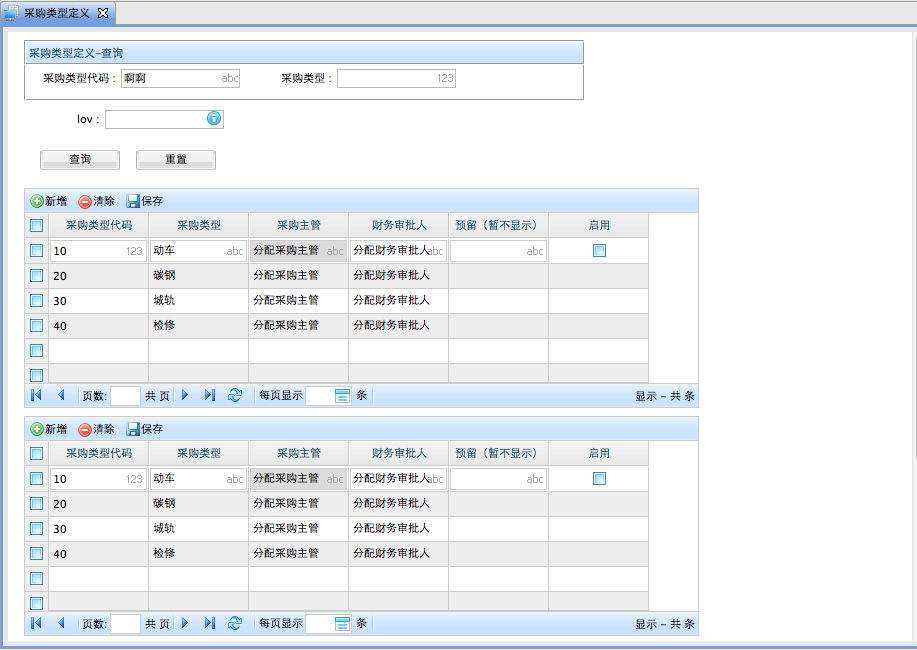 采购类型定义
采购类型定义-查询
采购类型代码： 啊啊 abc 采购类型： 123
lov：
查询 重置
新增 清除 保存
采购类型代码 采购类型 采购主管 财务审批人 预留（暂不显示） 启用
10 123 动车 abc 分配采购主管 abc 分配财务审批人 abc abc
20 碳钢 分配采购主管 分配财务审批人
30 城轨 分配采购主管 分配财务审批人
40 检修 分配采购主管 分配财务审批人
页数: 共 页 每页显示 条 显示 - 共 条
新增 清除 保存
采购类型代码 采购类型 采购主管 财务审批人 预留（暂不显示） 启用
10 123 动车 abc 分配采购主管 abc 分配财务审批人 abc abc
20 碳钢 分配采购主管 分配财务审批人
30 城轨 分配采购主管 分配财务审批人
40 检修 分配采购主管 分配财务审批人
页数: 共 页 每页显示 条 显示 - 共 条